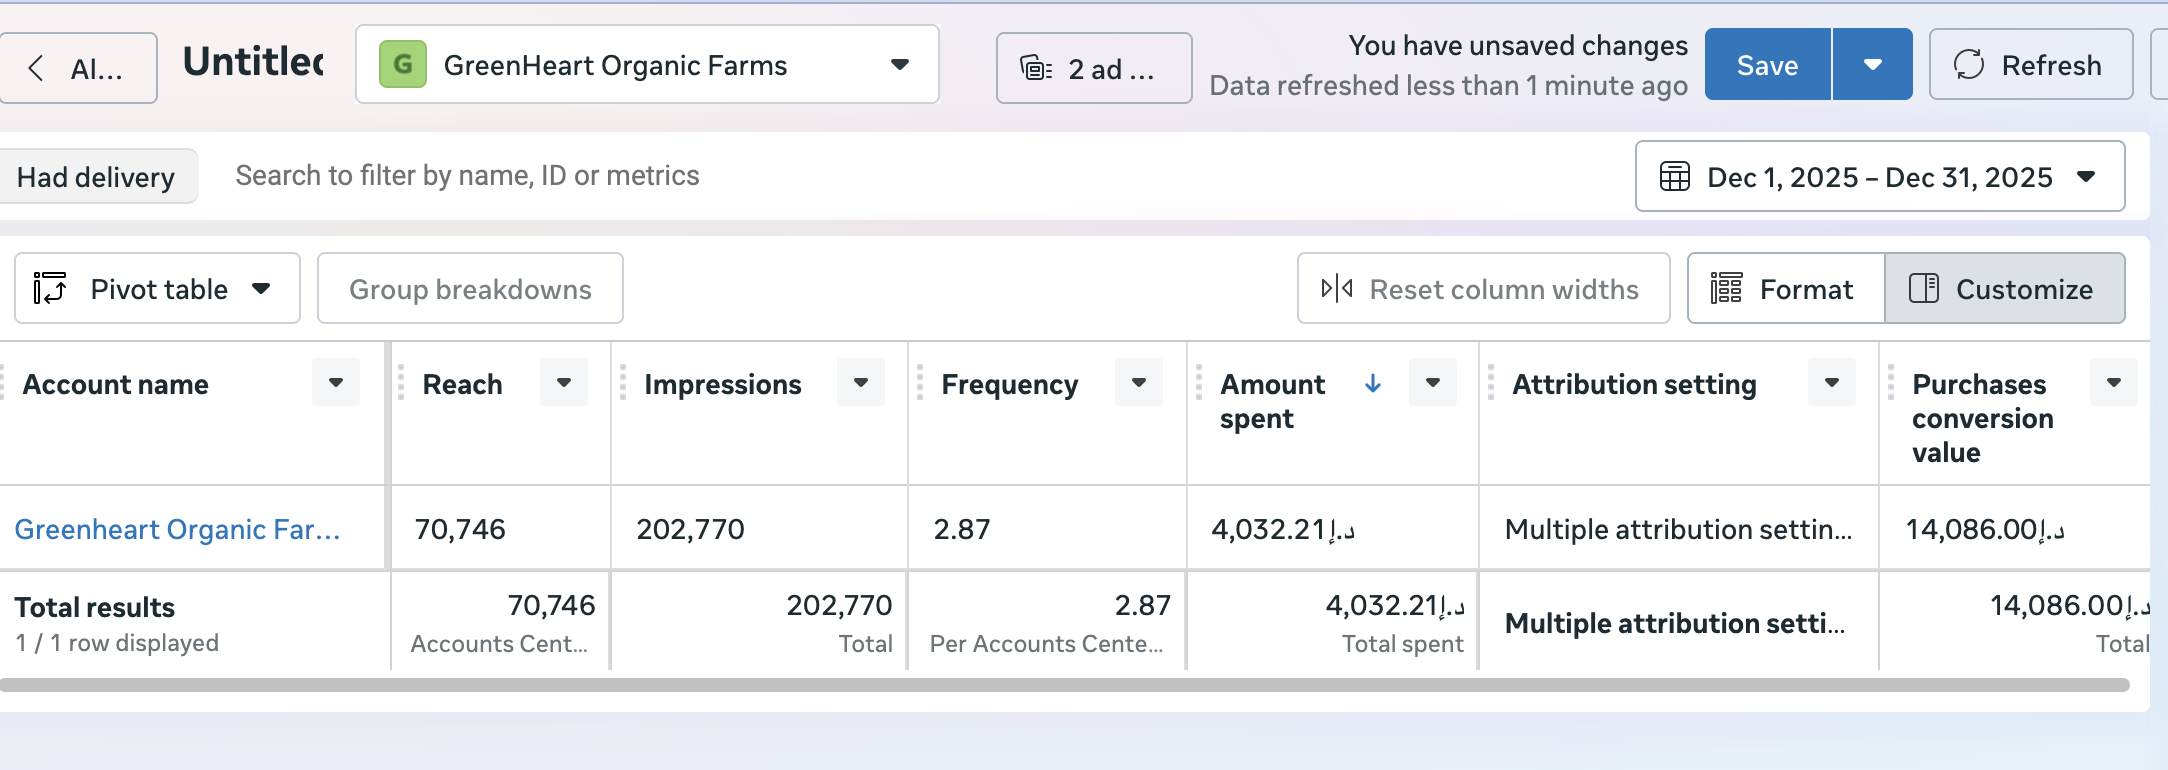 Al...
Untitled
G
GreenHeart Organic Farms
2 ad ...
You have unsaved changes
Data refreshed less than 1 minute ago
Save
Refresh
Had delivery
Search to filter by name, ID or metrics
Dec 1, 2025 – Dec 31, 2025
Pivot table
Group breakdowns
Reset column widths
Format
Customize
Account name
Reach
Impressions
Frequency
Amount spent
Attribution setting
Purchases conversion value
Greenheart Organic Far...
70,746
202,770
2.87
4,032.21د.إ
Multiple attribution settin...
14,086.00د.إ
Total results
1 / 1 row displayed
70,746
Accounts Cent...
202,770
Total
2.87
Per Accounts Cente...
4,032.21د.إ
Total spent
Multiple attribution setti...
14,086.00د.إ
Total